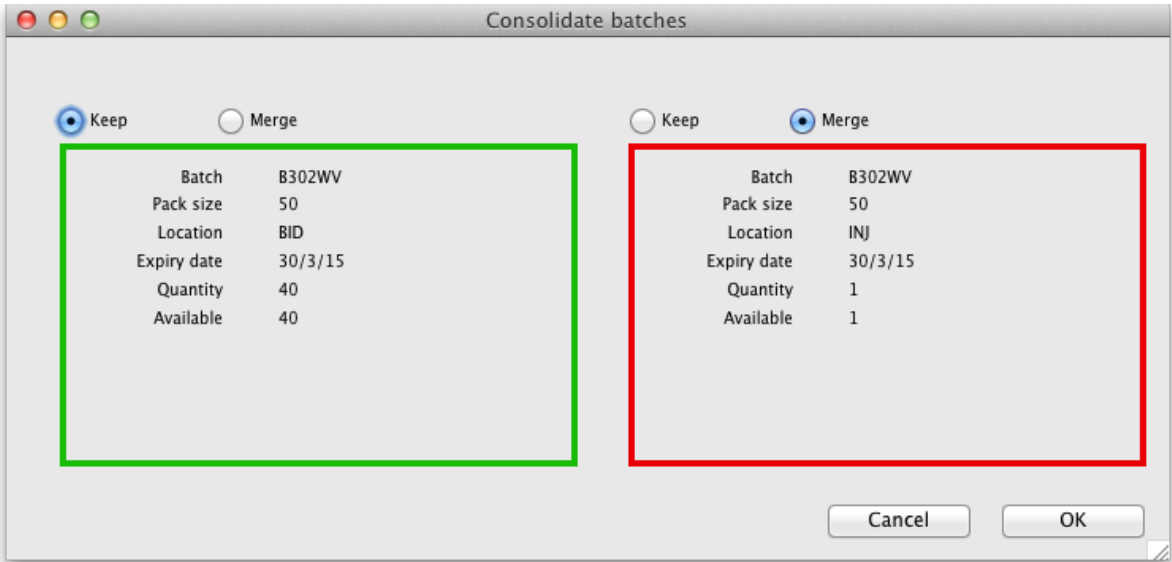 Consolidate batches
Keep Merge Keep Merge
Batch B302WV Batch B302WV
Pack size 50 Pack size 50
Location BID Location INJ
Expiry date 30/3/15 Expiry date 30/3/15
Quantity 40 Quantity 1
Available 40 Available 1
Cancel OK